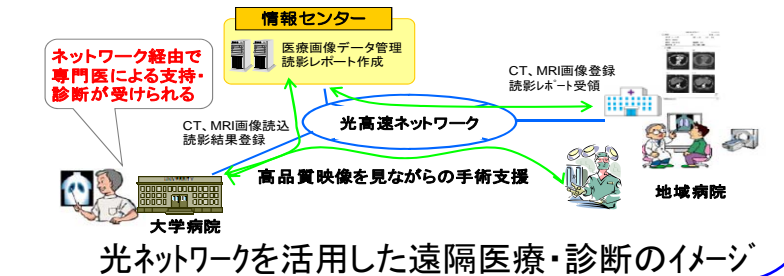 情報センター
医療画像データ管理
読影レポート作成
ネットワーク経由で
専門医による支持・
診断が受けられる
CT、MRI画像登録
読影ﾚﾎﾟｰﾄ受領
CT、MRI画像読込
読影結果登録
光高速ネットワーク
高品質映像を見ながらの手術支援
大学病院
地域病院
光ネットワークを活用した遠隔医療・診断のイメージ